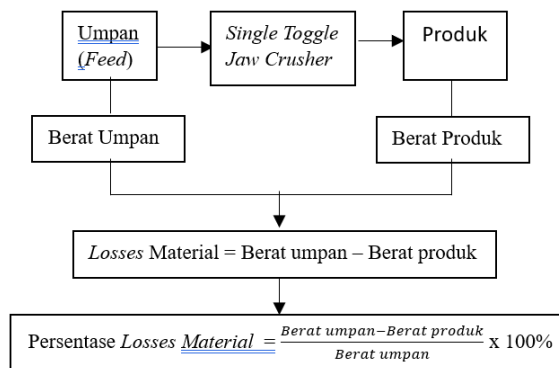 Umpan
(Feed)
Single Toggle
Jaw Crusher
Produk
Berat Umpan
Berat Produk
Losses Material = Berat umpan – Berat produk
Persentase Losses Material = \frac{Berat umpan−Berat produk}{Berat umpan} x 100%